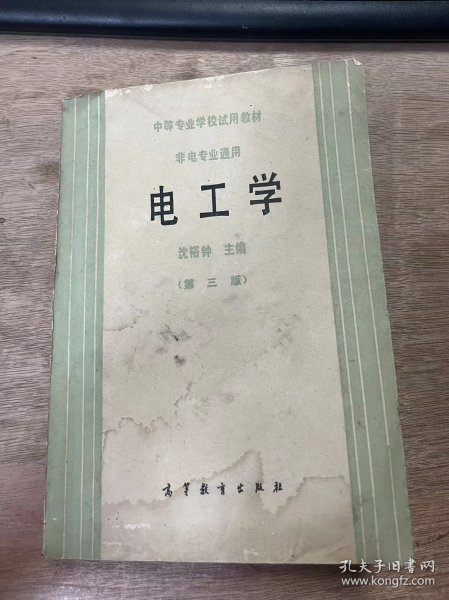 中等专业学校试用教材
非电专业通用
电工学
沈裕钟 主编
(第三版)
高等教育出版社
孔夫子旧书网
www.kongfz.com